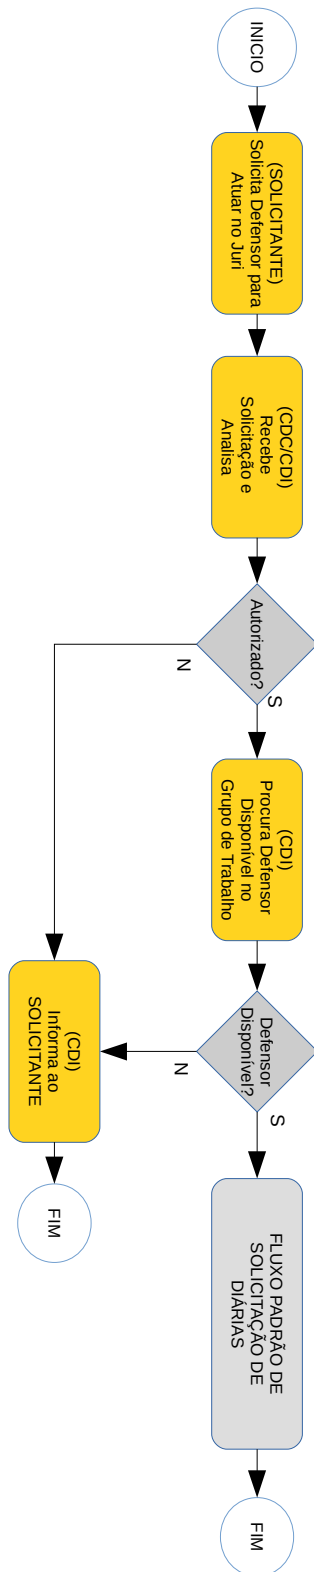 INICIO
(SOLICITANTE)
Solicita Defensor para
Atuar no Juri
(CDC/CDI)
Recebe
Solicitação e
Analisa
Autorizado?
S
N
(CDI)
Procura Defensor
Disponível no
Grupo de Trabalho
Defensor
Disponível?
S
N
(CDI)
Informa ao
SOLICITANTE
FIM
FLUXO PADRÃO DE
SOLICITAÇÃO DE
DIÁRIAS
FIM